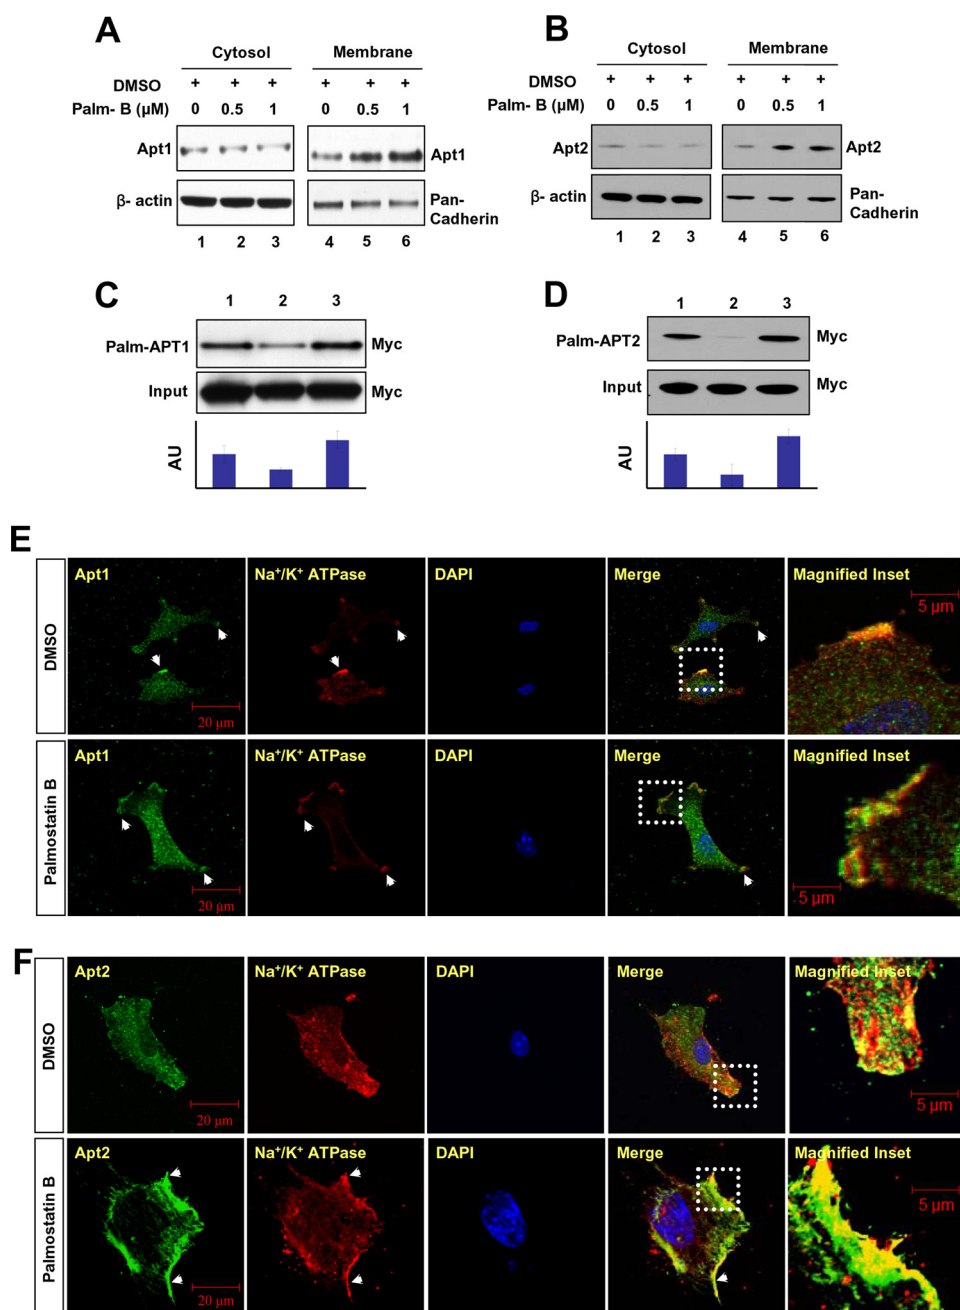 A
Cytosol Membrane
DMSO + + + + + +
Palm- B (µM) 0 0.5 1 0 0.5 1
Apt1 Apt1
β- actin Pan-
Cadherin
1 2 3 4 5 6
B
Cytosol Membrane
DMSO + + + + + +
Palm- B (µM) 0 0.5 1 0 0.5 1
Apt2 Apt2
β- actin Pan-
Cadherin
1 2 3 4 5 6
C
1 2 3
Palm-APT1 Myc
Input Myc
AU
D
1 2 3
Palm-APT2 Myc
Input Myc
AU
E
DMSO
Apt1 Na⁺/K⁺ ATPase DAPI Merge Magnified Inset
5 µm
20 µm
Palmostatin B
Apt1 Na⁺/K⁺ ATPase DAPI Merge Magnified Inset
20 µm
5 µm
F
DMSO
Apt2 Na⁺/K⁺ ATPase DAPI Merge Magnified Inset
20 µm
5 µm
Palmostatin B
Apt2 Na⁺/K⁺ ATPase DAPI Merge Magnified Inset
5 µm
20 µm